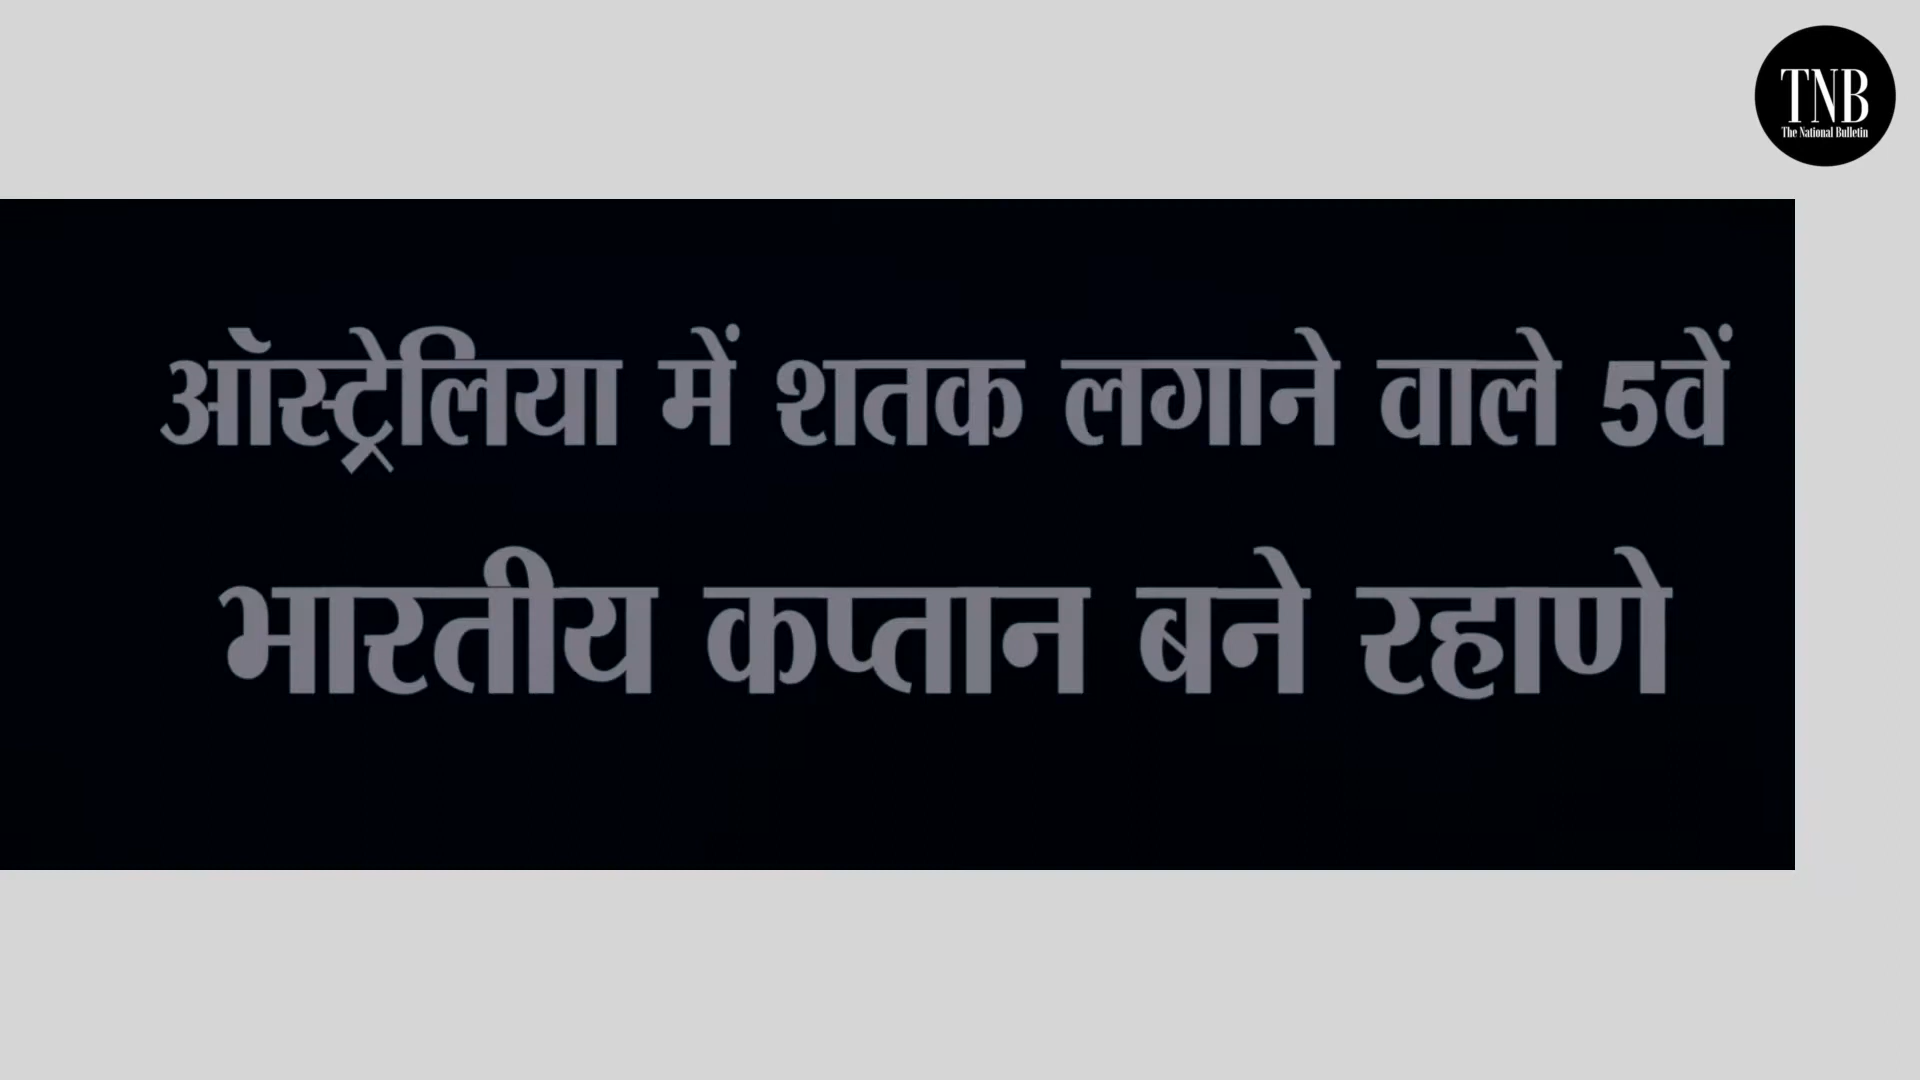 TNB
The National Bulletin
ऑस्ट्रेलिया में शतक लगाने वाले 5वें
भारतीय कप्तान बने रहाणे